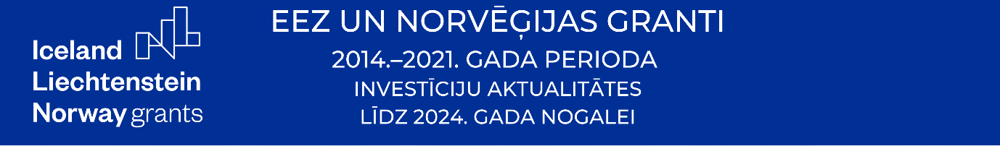 Iceland
Liechtenstein
Norway grants
EEZ UN NORVĒĢIJAS GRANTI
2014.–2021. GADA PERIODA
INVESTĪCIJU AKTUALITĀTES
LĪDZ 2024. GADA NOGALEI